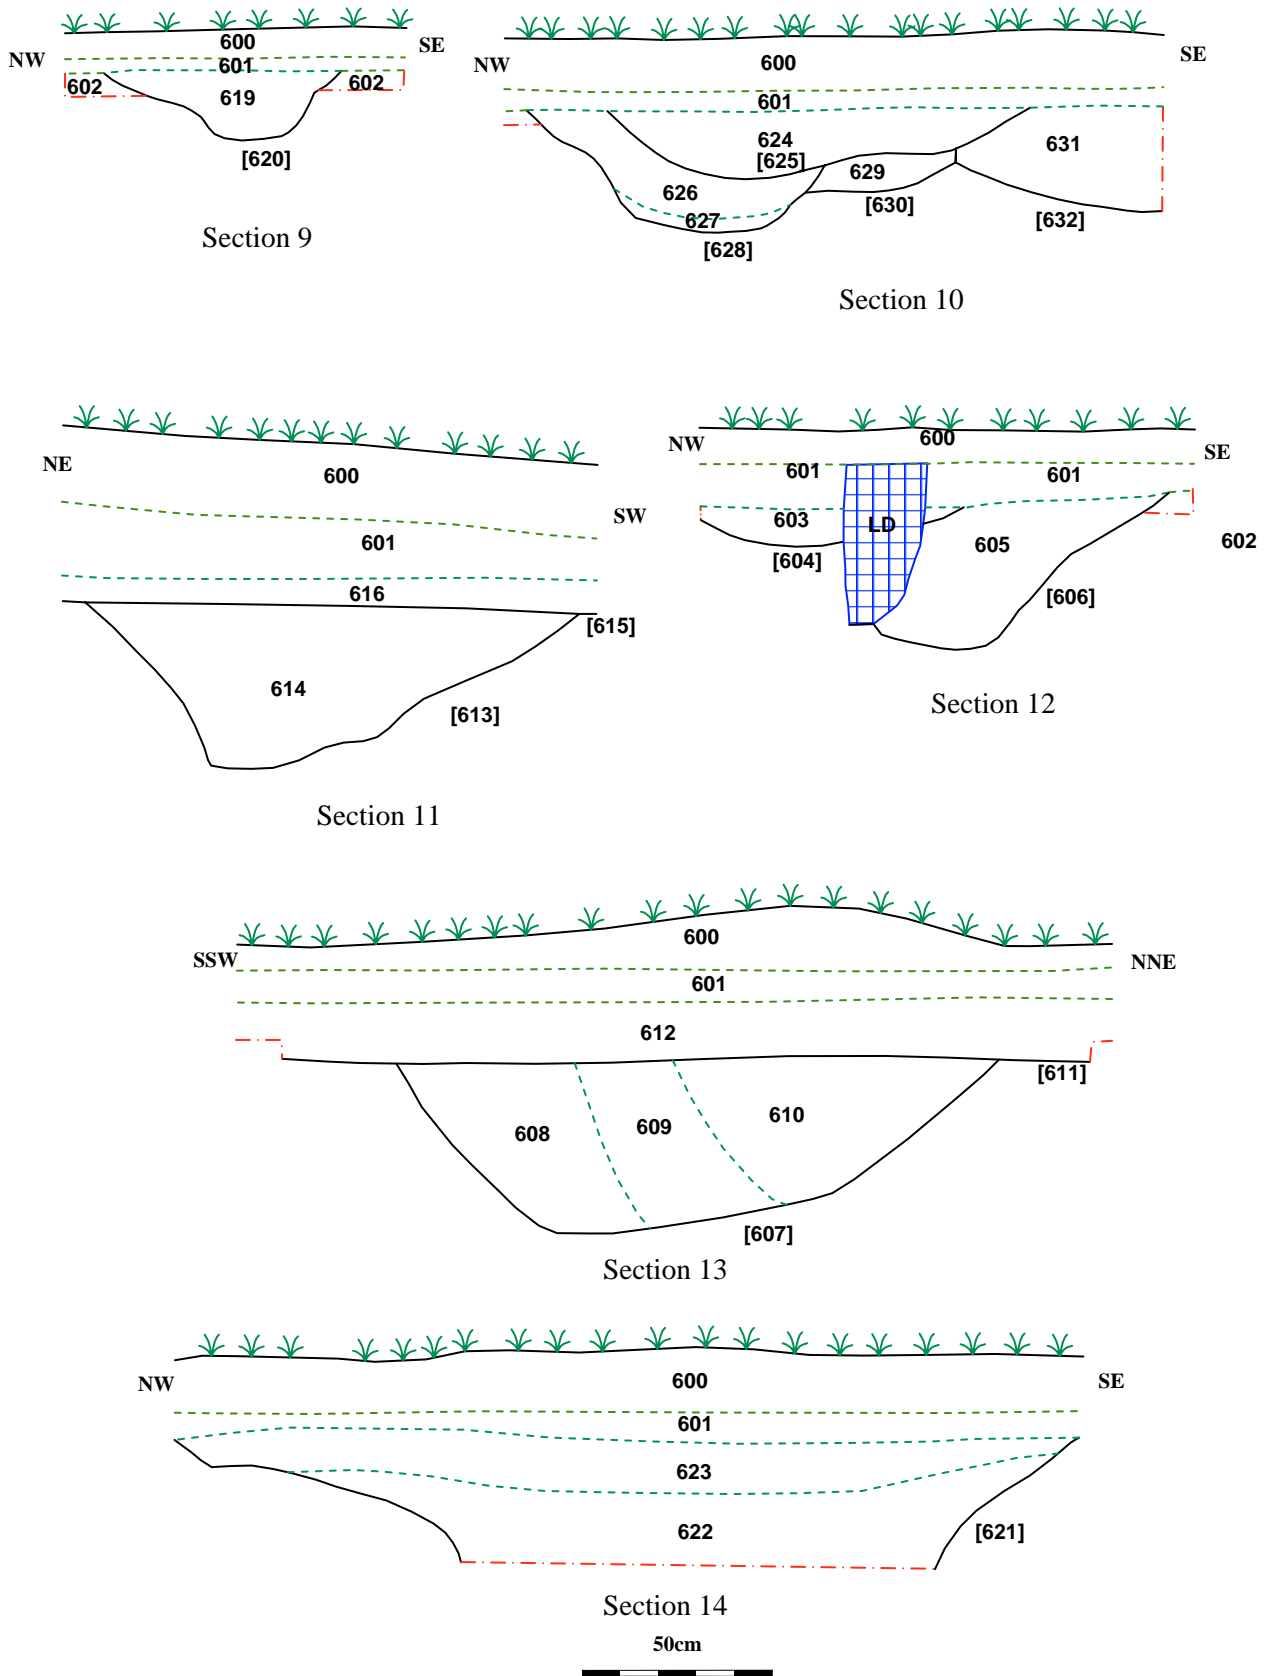 600
NW
SE
601
602
602
619
[620]
Section 9
NW
600
SE
601
624
[625]
631
629
626
[630]
627
[632]
[628]
Section 10
NE
600
SW
601
616
[615]
614
[613]
Section 11
NW
600
SE
601
601
603
LD
605
602
[604]
[606]
Section 12
SSW
600
NNE
601
612
[611]
608
609
610
[607]
Section 13
NW
600
SE
601
623
622
[621]
Section 14
50cm